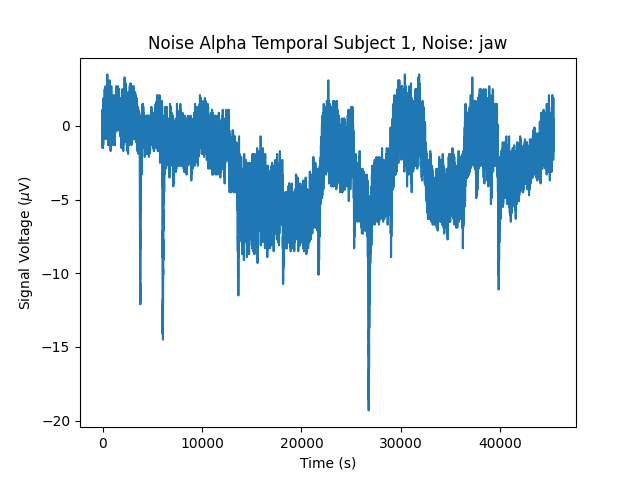 Noise Alpha Temporal Subject 1, Noise: jaw
Signal Voltage (μV)
0
−5
−10
−15
−20
0 10000 20000 30000 40000
Time (s)